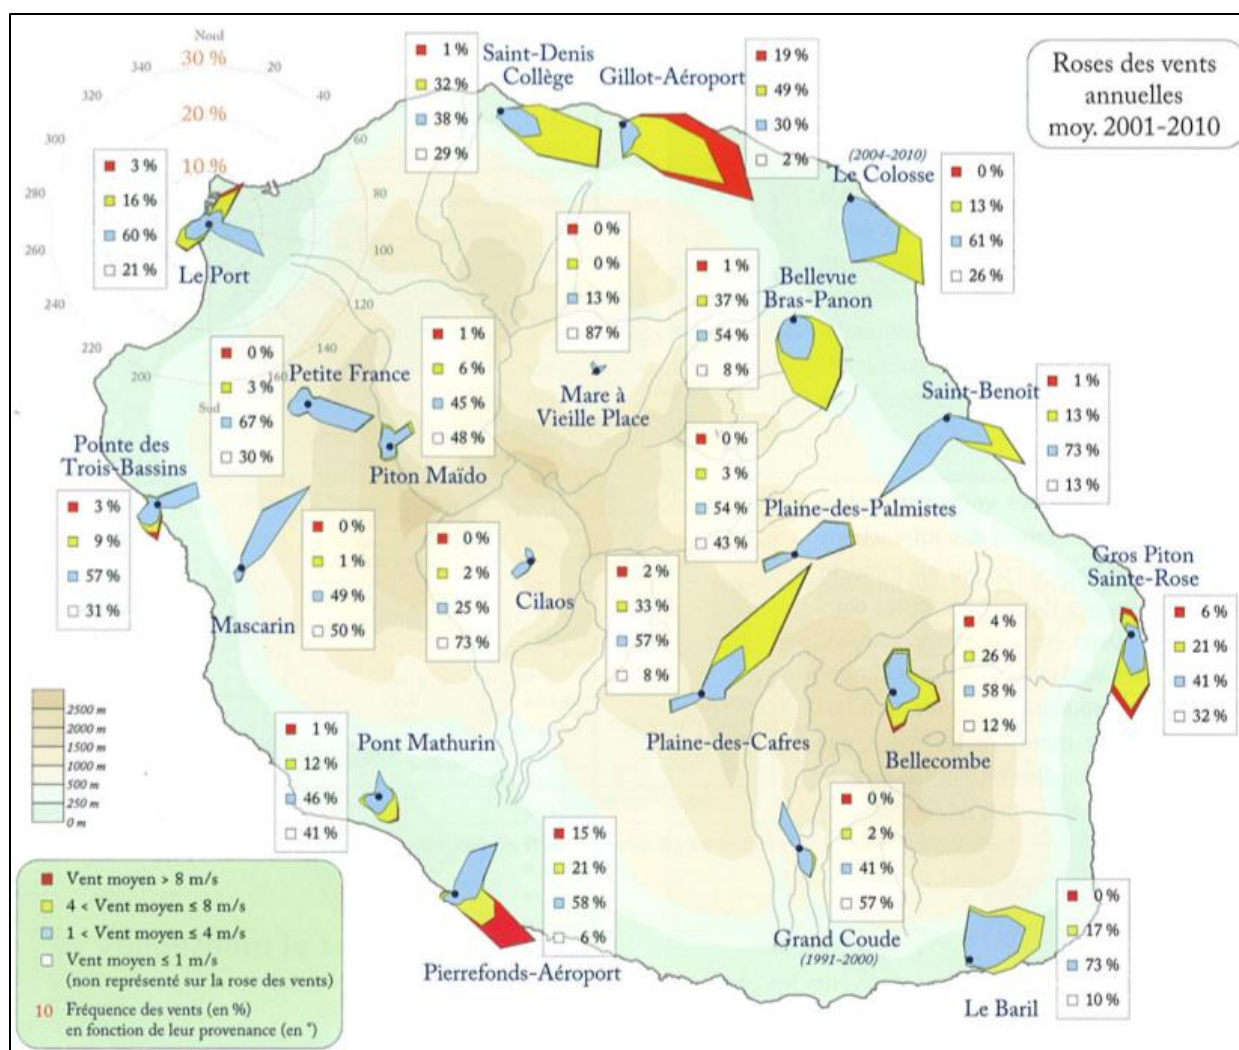 Roses des vents
annuelles
moy. 2001-2010
Nord
30 %
20 %
10 %
340
20
320
40
300
60
280
80
260
100
240
120
220
140
200
160
Sud
Saint-Denis
Collège
1 %
32 %
38 %
29 %
Gillot-Aéroport
19 %
49 %
30 %
2 %
(2004-2010)
Le Colosse
0 %
13 %
61 %
26 %
Le Port
3 %
16 %
60 %
21 %
Mare à
Vieille Place
0 %
0 %
13 %
87 %
Bellevue
Bras-Panon
1 %
37 %
54 %
8 %
Petite France
0 %
3 %
67 %
30 %
Piton Maïdo
1 %
6 %
45 %
48 %
Saint-Benoît
1 %
13 %
73 %
13 %
Pointe des
Trois-Bassins
3 %
9 %
57 %
31 %
Plaine-des-Palmistes
0 %
3 %
54 %
43 %
Mascarin
0 %
1 %
49 %
50 %
Cilaos
0 %
2 %
25 %
73 %
Plaine-des-Cafres
2 %
33 %
57 %
8 %
Gros Piton
Sainte-Rose
6 %
21 %
41 %
32 %
Bellecombe
4 %
26 %
58 %
12 %
Pont Mathurin
1 %
12 %
46 %
41 %
Pierrefonds-Aéroport
15 %
21 %
58 %
6 %
Grand Coude
(1991-2000)
0 %
2 %
41 %
57 %
Le Baril
0 %
17 %
73 %
10 %
2500 m
2000 m
1500 m
1000 m
500 m
250 m
0 m
Vent moyen > 8 m/s
4 < Vent moyen ≤ 8 m/s
1 < Vent moyen ≤ 4 m/s
Vent moyen ≤ 1 m/s
(non représenté sur la rose des vents)
10 Fréquence des vents (en %)
en fonction de leur provenance (en °)